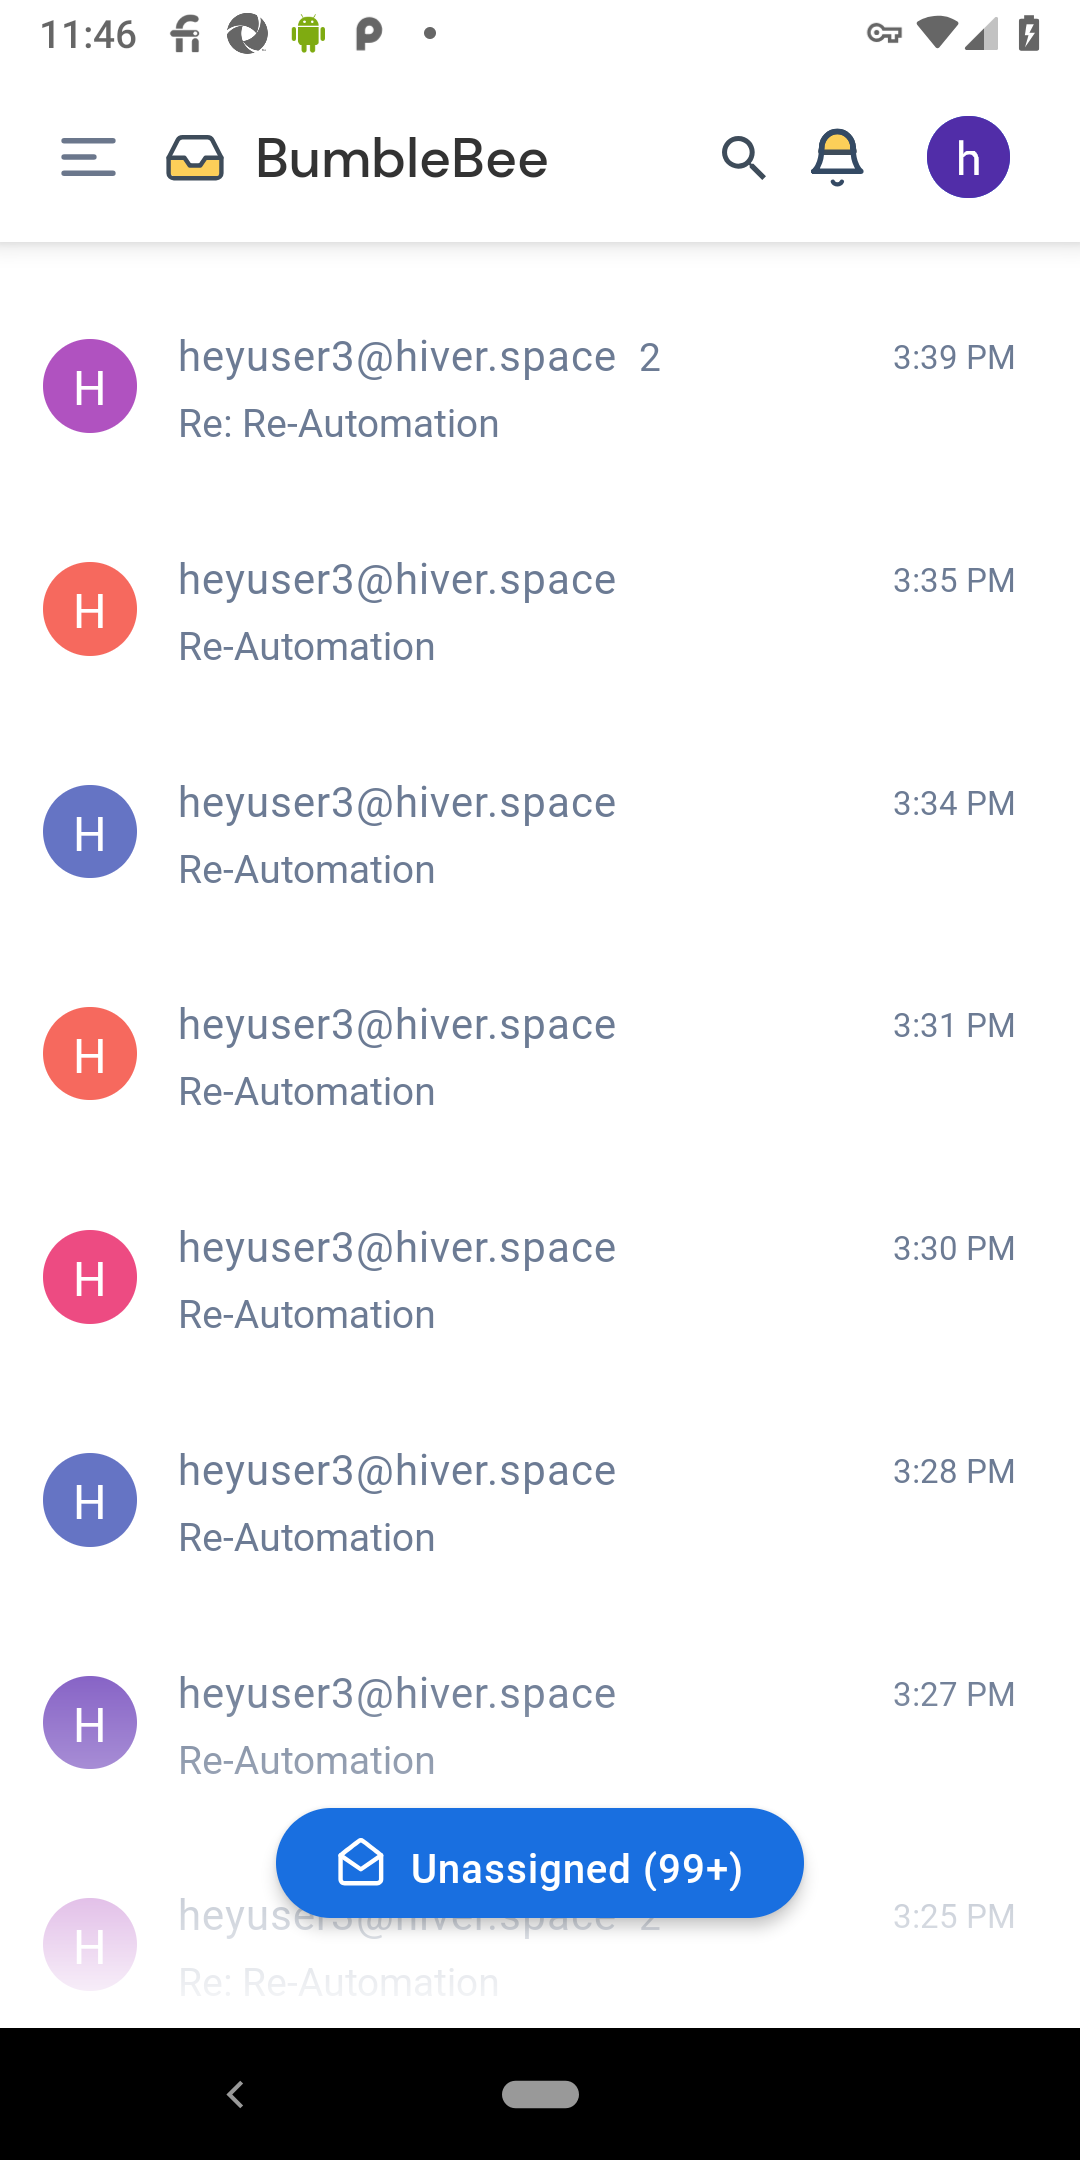 11:46
BumbleBee
h
H
heyuser3@hiver.space 2
3:39 PM
Re: Re-Automation
H
heyuser3@hiver.space
3:35 PM
Re-Automation
H
heyuser3@hiver.space
3:34 PM
Re-Automation
H
heyuser3@hiver.space
3:31 PM
Re-Automation
H
heyuser3@hiver.space
3:30 PM
Re-Automation
H
heyuser3@hiver.space
3:28 PM
Re-Automation
H
heyuser3@hiver.space
3:27 PM
Re-Automation
Unassigned (99+)
H
heyuser3@hiver.space 2
3:25 PM
Re: Re-Automation